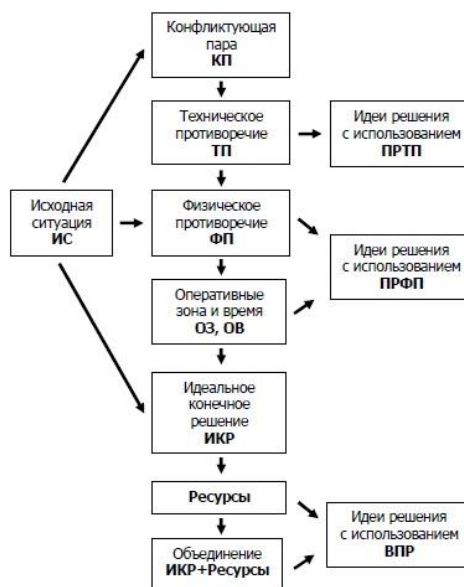 Конфликтующая
пара
КП
Техническое
противоречие
ТП
Идеи решения
с использованием
ПРТП
Исходная
ситуация
ИС
Физическое
противоречие
ФП
Идеи решения
с использованием
ПРФП
Оперативные
зона и время
ОЗ, ОВ
Идеальное
конечное
решение
ИКР
Ресурсы
Идеи решения
с использованием
ВПР
Объединение
ИКР+Ресурсы